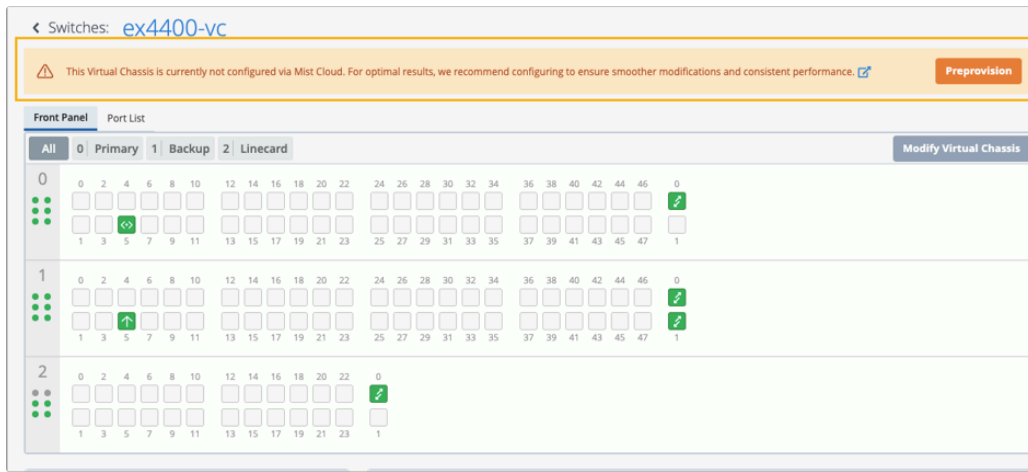 Switches: ex4400-vc
This Virtual Chassis is currently not configured via Mist Cloud. For optimal results, we recommend configuring to ensure smoother modifications and consistent performance. Preprovision
Front Panel Port List
All 0 Primary 1 Backup 2 Linecard Modify Virtual Chassis
0 0 2 4 6 8 10 12 14 16 18 20 22 24 26 28 30 32 34 36 38 40 42 44 46 0
1 3 5 7 9 11 13 15 17 19 21 23 25 27 29 31 33 35 37 39 41 43 45 47 1
1 0 2 4 6 8 10 12 14 16 18 20 22 24 26 28 30 32 34 36 38 40 42 44 46 0
1 3 5 7 9 11 13 15 17 19 21 23 25 27 29 31 33 35 37 39 41 43 45 47 1
2 0 2 4 6 8 10 12 14 16 18 20 22 0
1 3 5 7 9 11 13 15 17 19 21 23 1